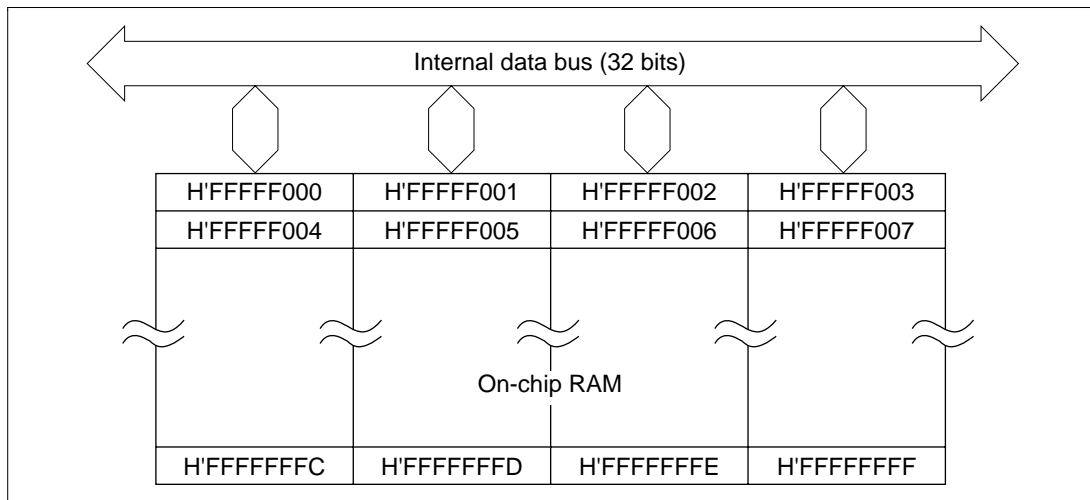 Internal data bus (32 bits)
H'FFFFF000 H'FFFFF001 H'FFFFF002 H'FFFFF003
H'FFFFF004 H'FFFFF005 H'FFFFF006 H'FFFFF007
On-chip RAM
H'FFFFFFFC H'FFFFFFFD H'FFFFFFFE H'FFFFFFFF